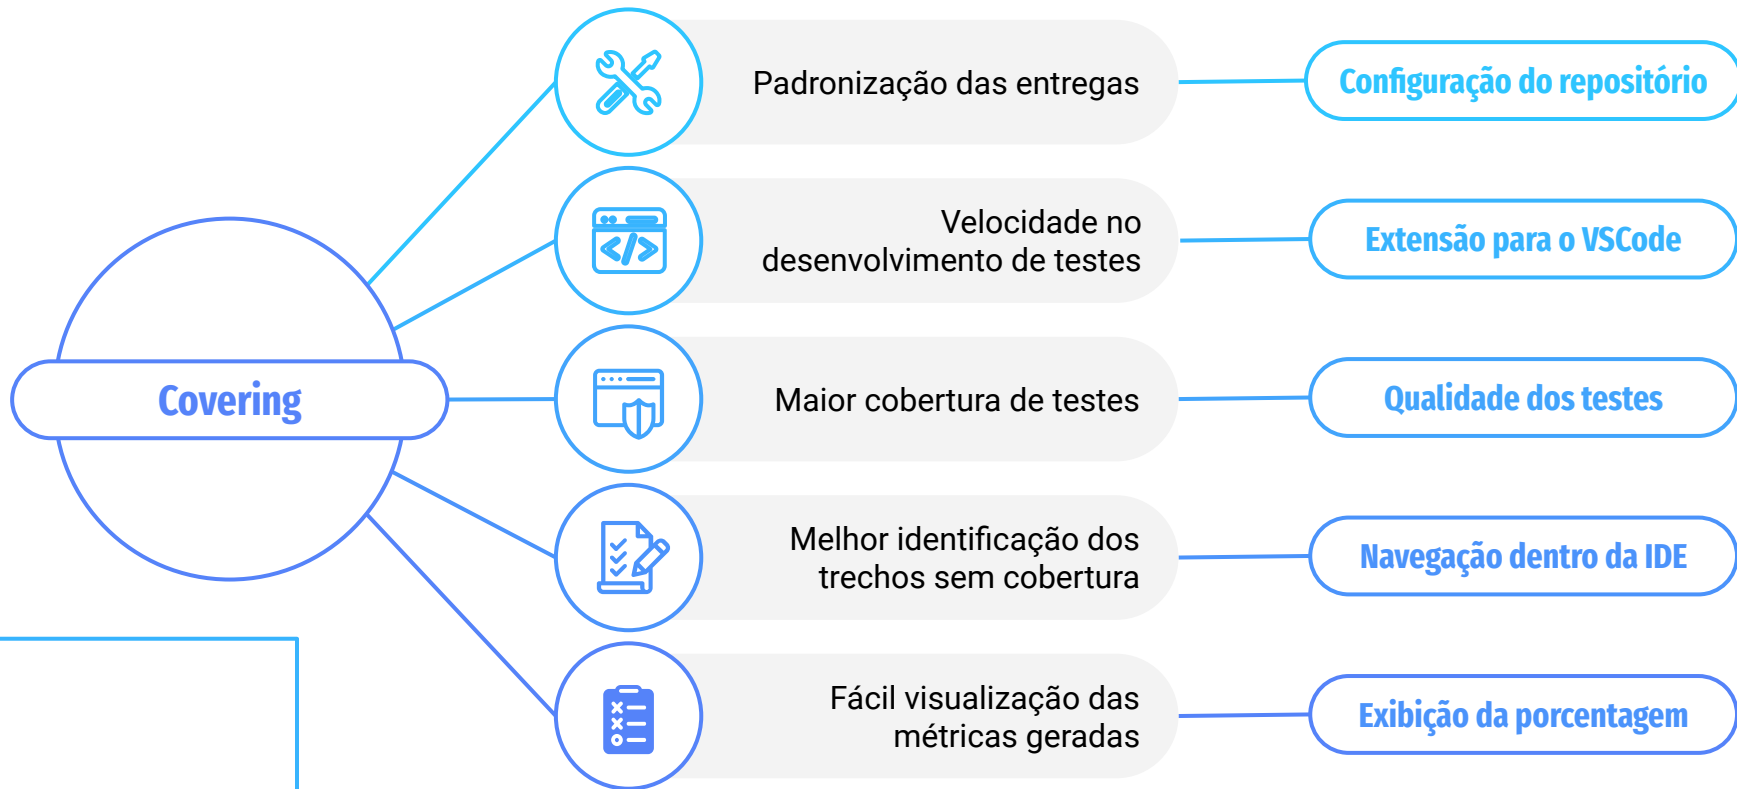 Covering
Padronização das entregas
Configuração do repositório
Velocidade no
desenvolvimento de testes
Extensão para o VSCode
Maior cobertura de testes
Qualidade dos testes
Melhor identificação dos
trechos sem cobertura
Navegação dentro da IDE
Fácil visualização das
métricas geradas
Exibição da porcentagem